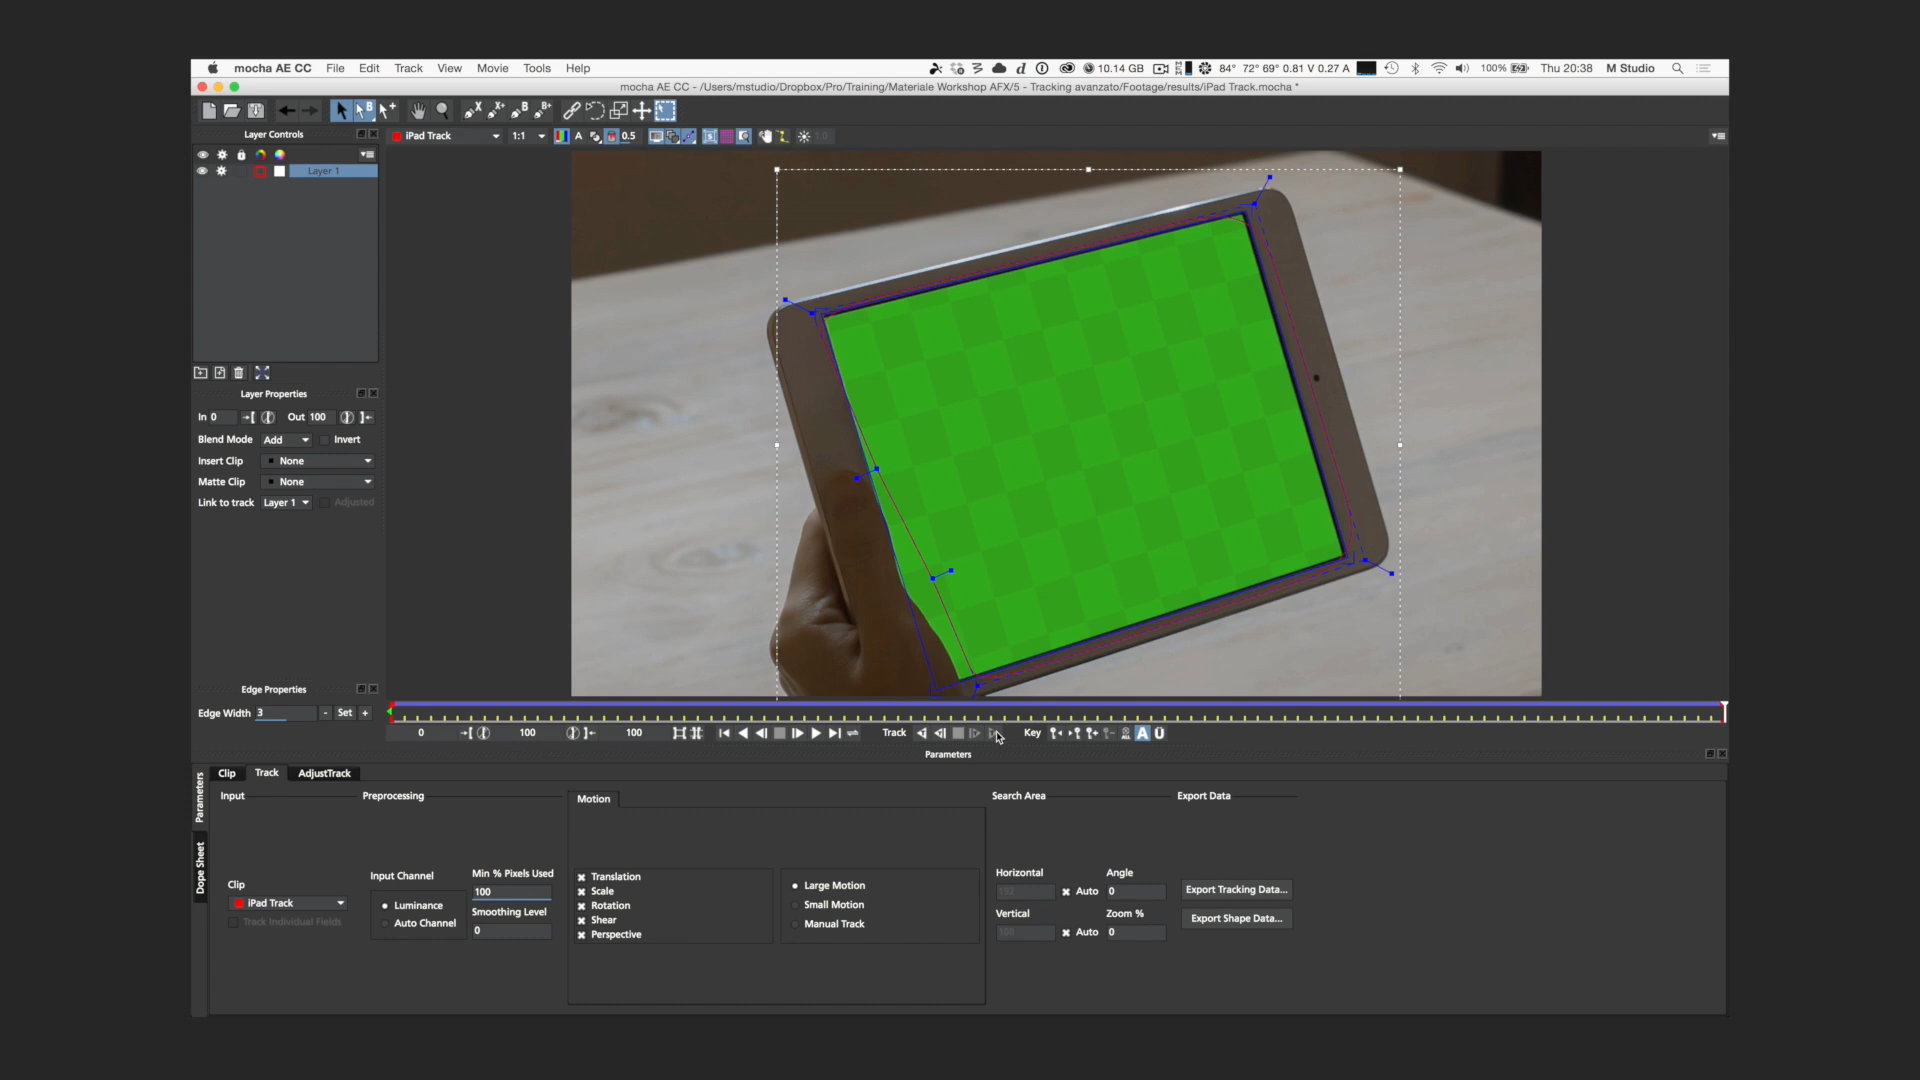 mocha AE CC File Edit Track View Movie Tools Help
10.14 GB 84° 72° 69° 0.81 V 0.27 A 100% Thu 20:38 M Studio
mocha AE CC - /Users/mstudio/Dropbox/Pro/Training/Materiale Workshop AFX/5 - Tracking avanzato/Footage/results/iPad Track.mocha *
Layer Controls
iPad Track 1:1 A 0.5 1.0
Layer 1
Layer Properties
In 0 Out 100
Blend Mode Add Invert
Insert Clip None
Matte Clip None
Link to track Layer 1 Adjusted
Edge Properties
Edge Width 3 - Set +
0 100 100 Track Key A Ü
Parameters
Parameters
Dope Sheet
Clip Track AdjustTrack
Input
Clip
iPad Track
Track Individual Fields
Preprocessing
Input Channel
Luminance
Auto Channel
Min % Pixels Used
100
Smoothing Level
0
Motion
Translation
Scale
Rotation
Shear
Perspective
Large Motion
Small Motion
Manual Track
Search Area
Horizontal Angle
192 Auto 0
Vertical Zoom %
108 Auto 0
Export Data
Export Tracking Data...
Export Shape Data...